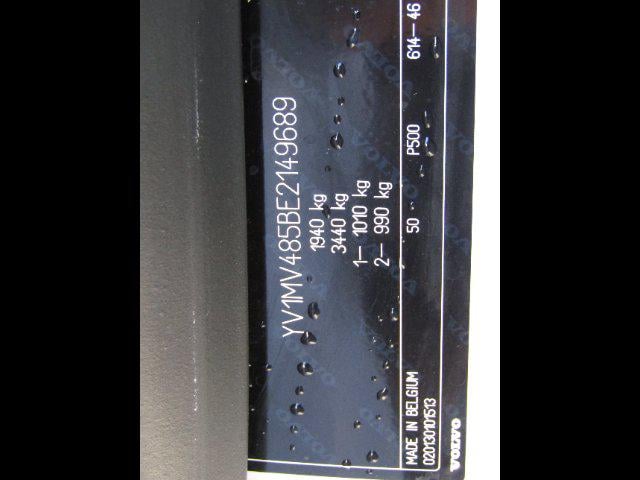 YV1MV485BE2149689
1940 kg
3440 kg
1– 1010 kg
2– 990 kg
50 P500 614-46
MADE IN BELGIUM
020130101513
VOLVO